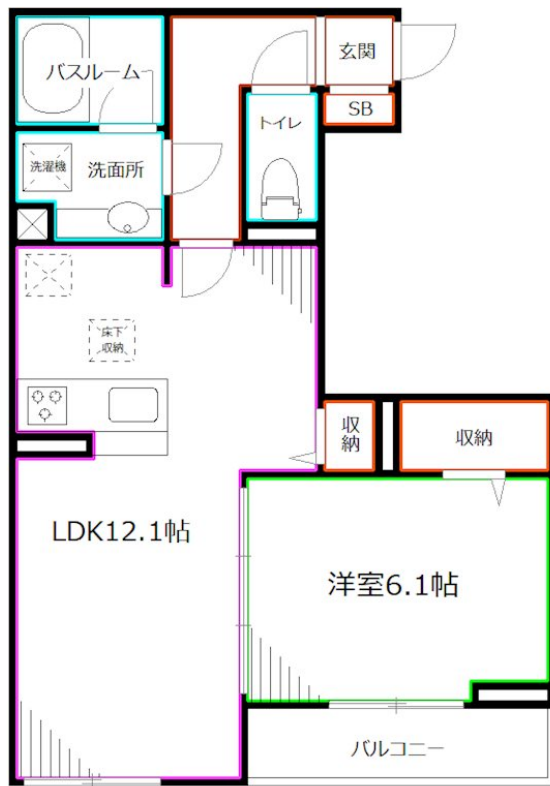 バスルーム
玄関
SB
トイレ
洗濯機
洗面所
床下
収納
収
納
収納
LDK12.1帖
洋室6.1帖
バルコニー